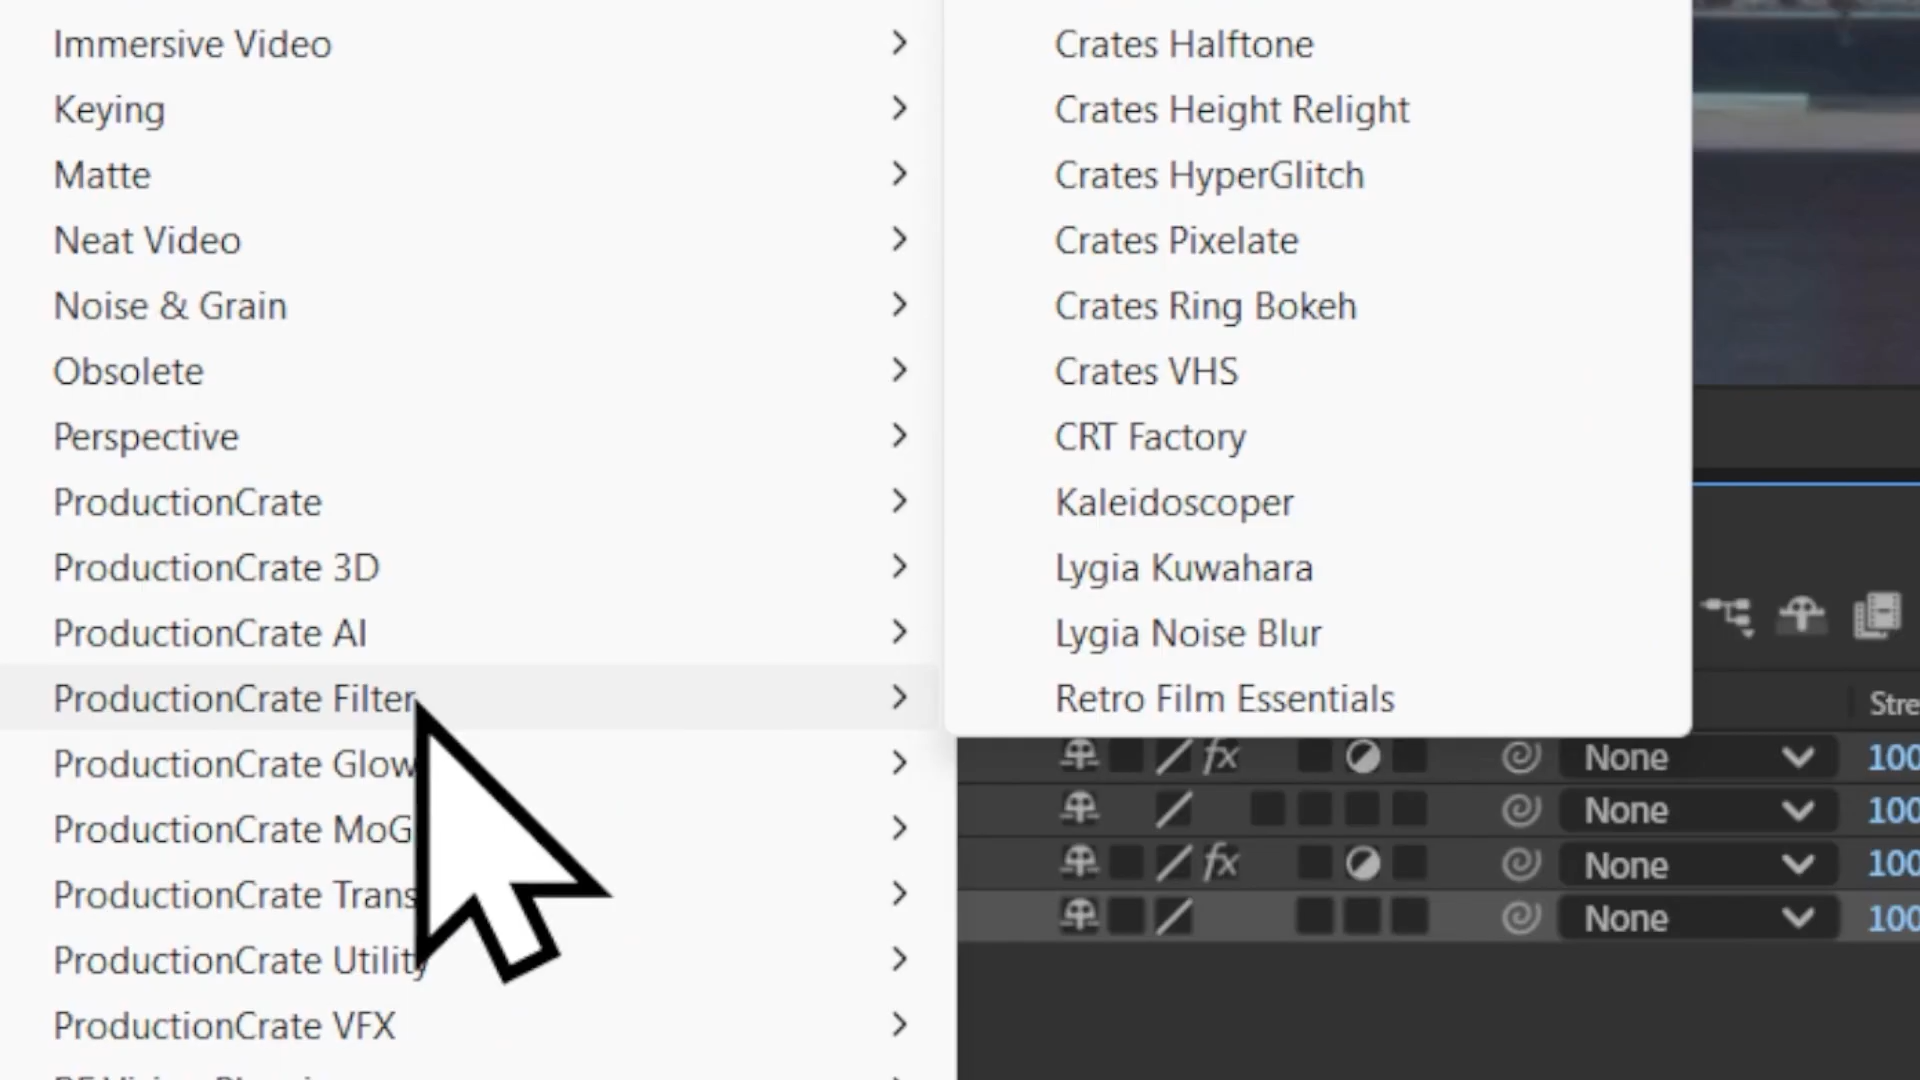 Immersive Video
Keying
Matte
Neat Video
Noise & Grain
Obsolete
Perspective
ProductionCrate
ProductionCrate 3D
ProductionCrate AI
ProductionCrate Filter
ProductionCrate Glow
ProductionCrate MoG
ProductionCrate Trans
ProductionCrate Utility
ProductionCrate VFX
Crates Halftone
Crates Height Relight
Crates HyperGlitch
Crates Pixelate
Crates Ring Bokeh
Crates VHS
CRT Factory
Kaleidoscoper
Lygia Kuwahara
Lygia Noise Blur
Retro Film Essentials
Stre
fx None 100
None 100
fx None 100
None 100